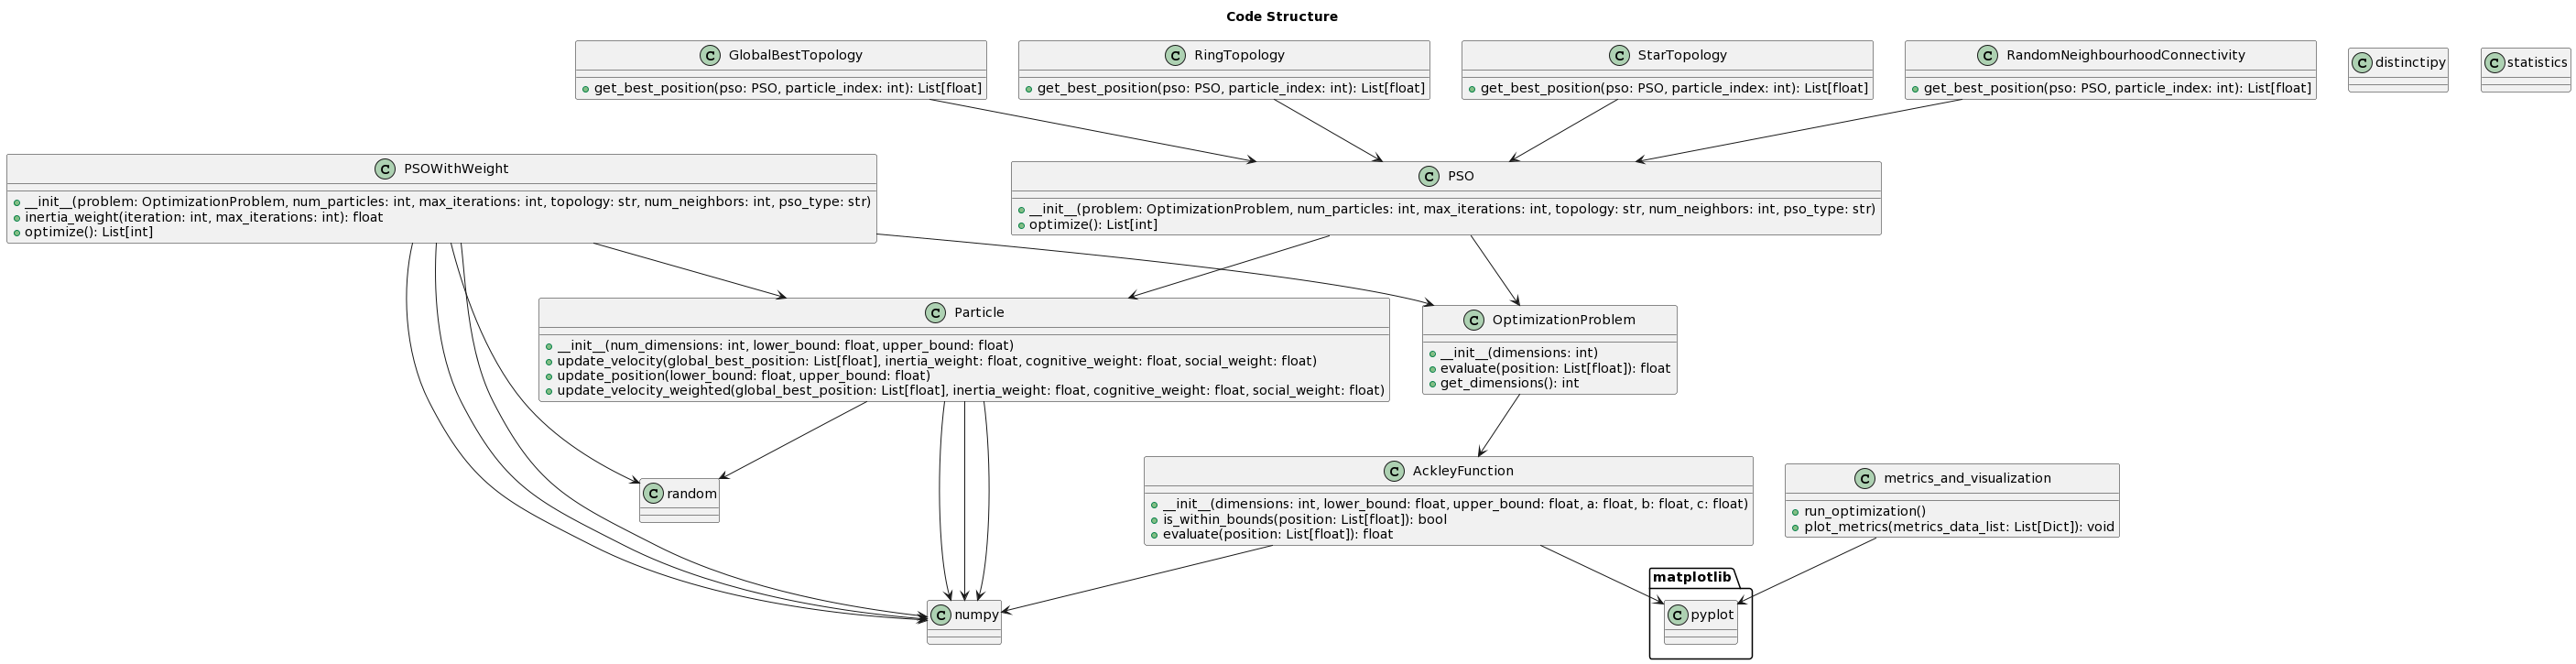 Code Structure
C GlobalBestTopology
get_best_position(pso: PSO, particle_index: int): List[float]
C RingTopology
get_best_position(pso: PSO, particle_index: int): List[float]
C StarTopology
get_best_position(pso: PSO, particle_index: int): List[float]
C RandomNeighbourhoodConnectivity
get_best_position(pso: PSO, particle_index: int): List[float]
C distinctipy
C statistics
C PSOWithWeight
__init__(problem: OptimizationProblem, num_particles: int, max_iterations: int, topology: str, num_neighbors: int, pso_type: str)
inertia_weight(iteration: int, max_iterations: int): float
optimize(): List[int]
C PSO
__init__(problem: OptimizationProblem, num_particles: int, max_iterations: int, topology: str, num_neighbors: int, pso_type: str)
optimize(): List[int]
C Particle
__init__(num_dimensions: int, lower_bound: float, upper_bound: float)
update_velocity(global_best_position: List[float], inertia_weight: float, cognitive_weight: float, social_weight: float)
update_position(lower_bound: float, upper_bound: float)
update_velocity_weighted(global_best_position: List[float], inertia_weight: float, cognitive_weight: float, social_weight: float)
C OptimizationProblem
__init__(dimensions: int)
evaluate(position: List[float]): float
get_dimensions(): int
C random
C AckleyFunction
__init__(dimensions: int, lower_bound: float, upper_bound: float, a: float, b: float, c: float)
is_within_bounds(position: List[float]): bool
evaluate(position: List[float]): float
C metrics_and_visualization
run_optimization()
plot_metrics(metrics_data_list: List[Dict]): void
C numpy
matplotlib
C pyplot